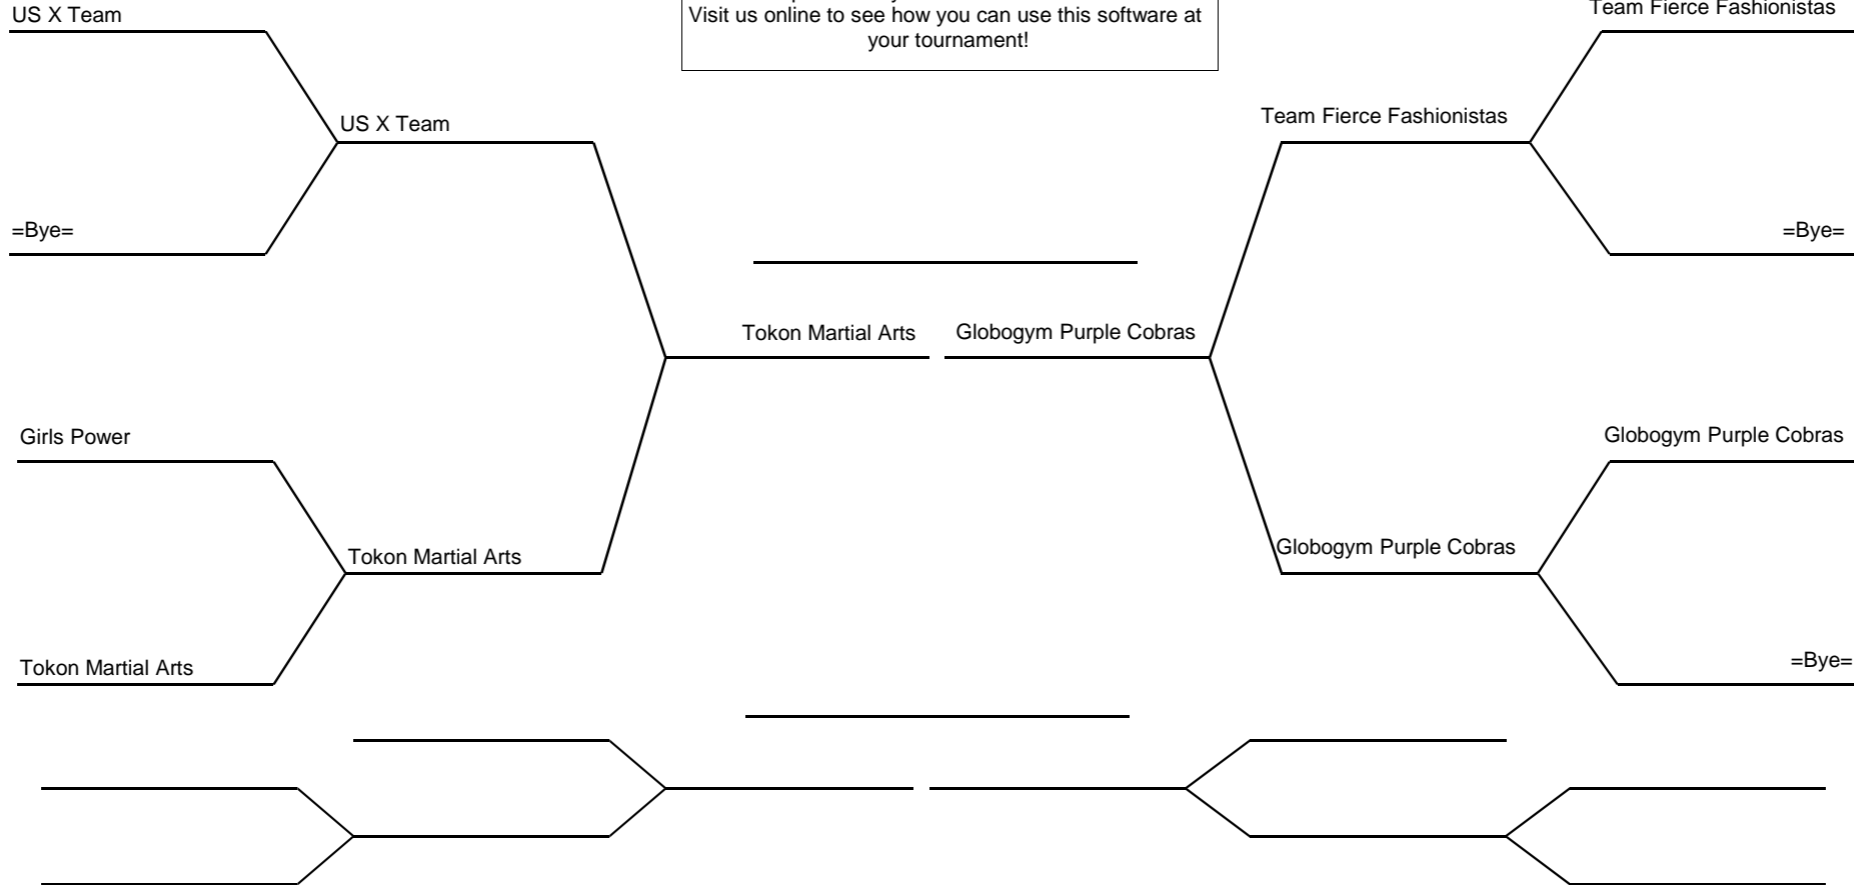 US X Team
Visit us online to see how you can use this software at
your tournament!
Team Fierce Fashionistas
US X Team
Team Fierce Fashionistas
=Bye=
=Bye=
Tokon Martial Arts
Globogym Purple Cobras
Girls Power
Globogym Purple Cobras
Tokon Martial Arts
Globogym Purple Cobras
Tokon Martial Arts
=Bye=